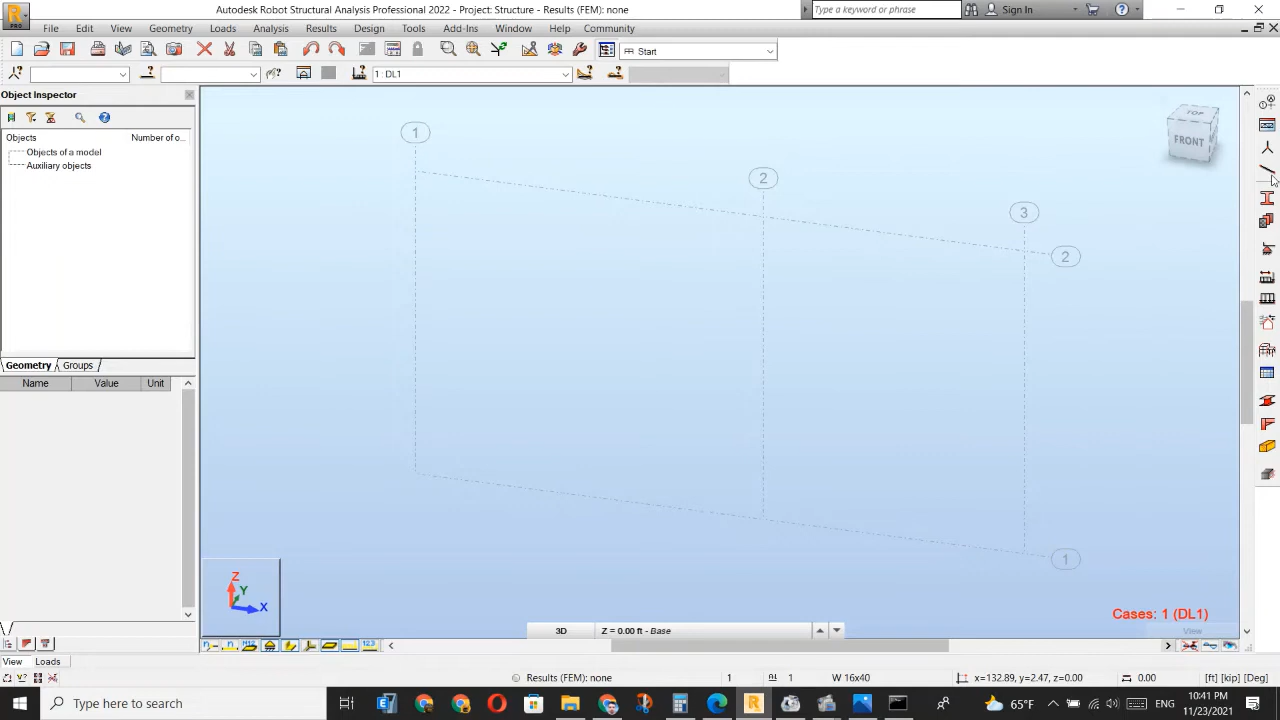 Autodesk Robot Structural Analysis Professional 2022 - Project: Structure - Results (FEM): none
Type a keyword or phrase
Sign In
PRO
File Edit View Geometry Loads Analysis Results Design Tools Add-Ins Window Help Community
Start
1 : DL1
Object Inspector
Objects Number of o...
Objects of a model
Auxiliary objects
Geometry Groups
Name Value Unit
1
2
3
2
1
TOP
FRONT
Z
Y
X
Cases: 1 (DL1)
3D Z = 0.00 ft - Base
View
View Loads
Results (FEM): none 1 1 W 16x40 x=132.89, y=2.47, z=0.00 0.00 [ft] [kip] [Deg]
Type here to search
65°F
ENG
10:41 PM
11/23/2021